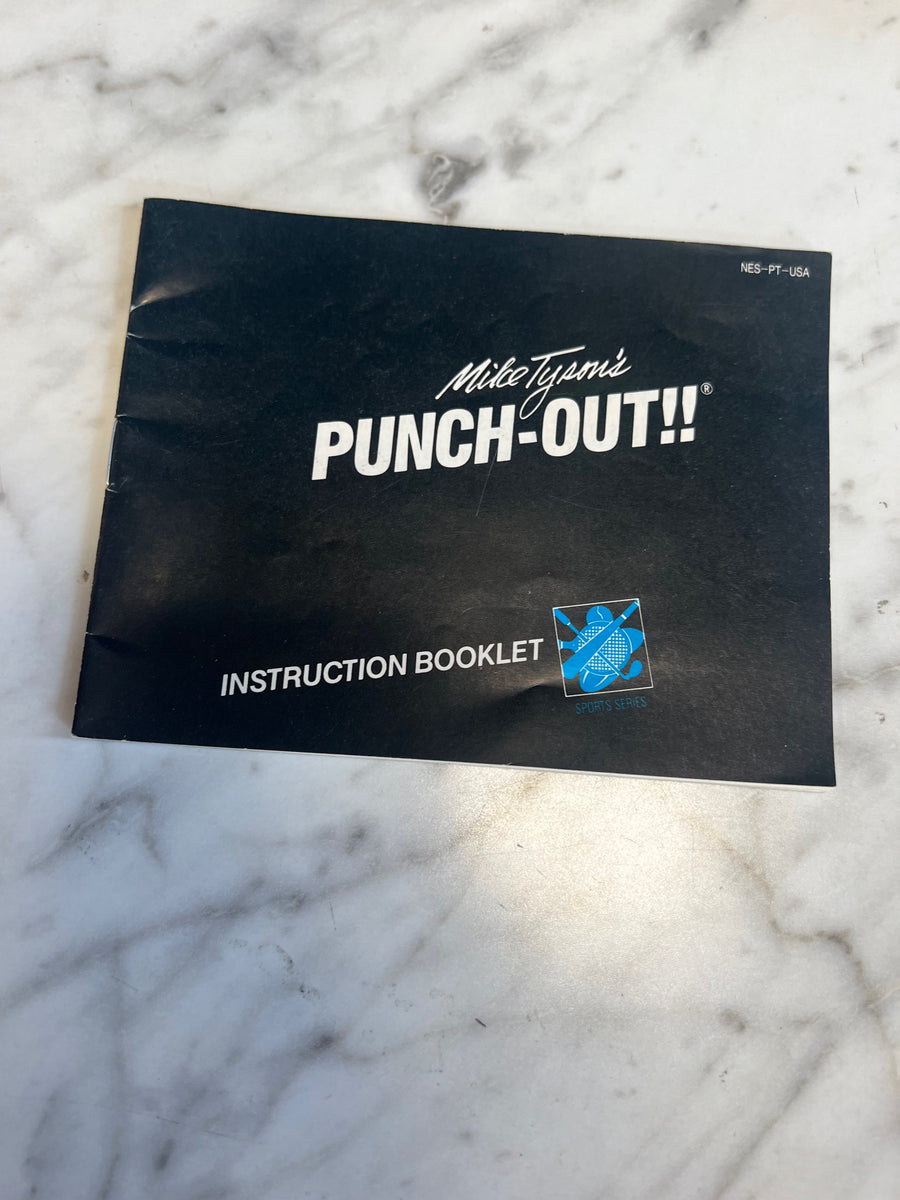 NES-PT-USA
Mike Tyson's
PUNCH-OUT!!®
INSTRUCTION BOOKLET
SPORTS SERIES